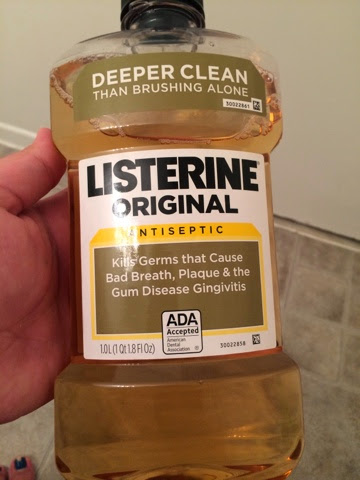 DEEPER CLEAN
THAN BRUSHING ALONE
30022861
LISTERINE
ORIGINAL
ANTISEPTIC
Kills Germs that Cause
Bad Breath, Plaque & the
Gum Disease Gingivitis
ADA
Accepted
American
Dental
Association
1.0 L (1 Qt 1.8 Fl Oz)
30022858